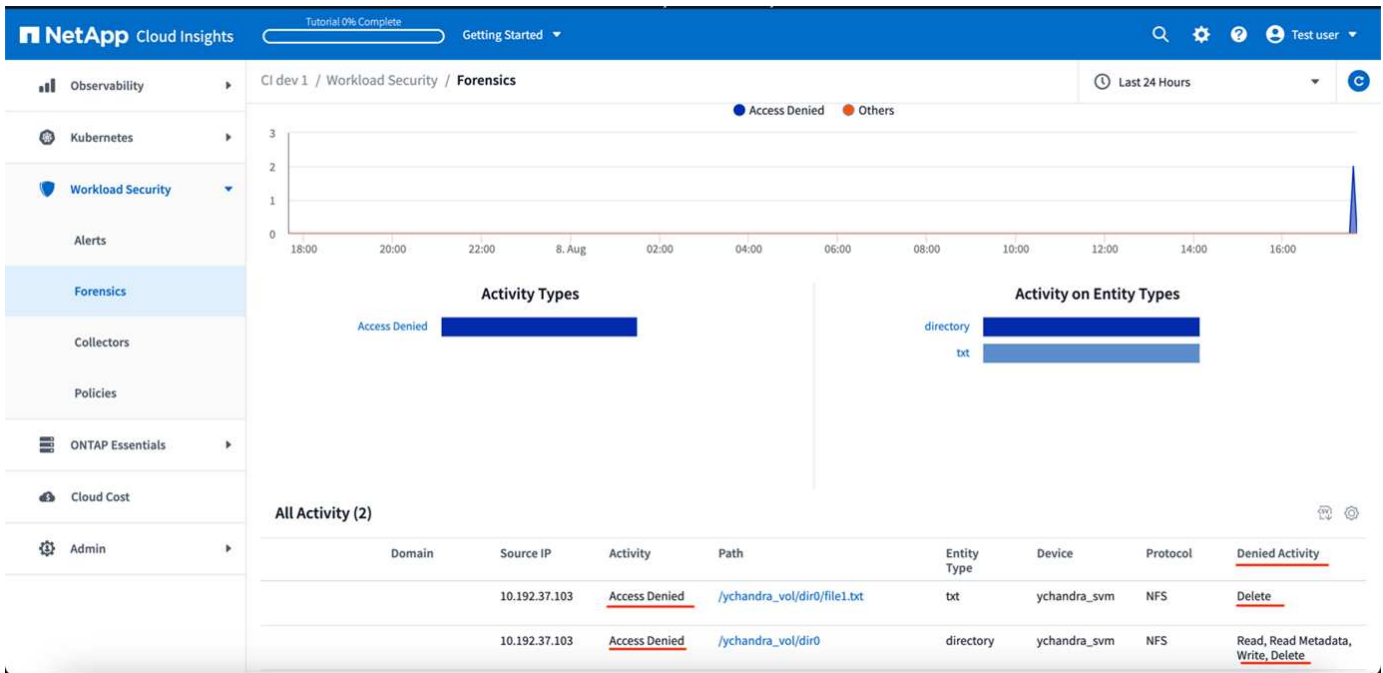 NetApp Cloud Insights
Tutorial 0% Complete
Getting Started
Test user
Observability
Kubernetes
Workload Security
Alerts
Forensics
Collectors
Policies
ONTAP Essentials
Cloud Cost
Admin
CI dev 1 / Workload Security / Forensics
Last 24 Hours
Access Denied Others
3
2
1
0
18:00 20:00 22:00 8. Aug 02:00 04:00 06:00 08:00 10:00 12:00 14:00 16:00
Activity Types
Access Denied
Activity on Entity Types
directory
txt
All Activity (2)
Domain Source IP Activity Path Entity Type Device Protocol Denied Activity
10.192.37.103 Access Denied /ychandra_vol/dir0/file1.txt txt ychandra_svm NFS Delete
10.192.37.103 Access Denied /ychandra_vol/dir0 directory ychandra_svm NFS Read, Read Metadata,
Write, Delete